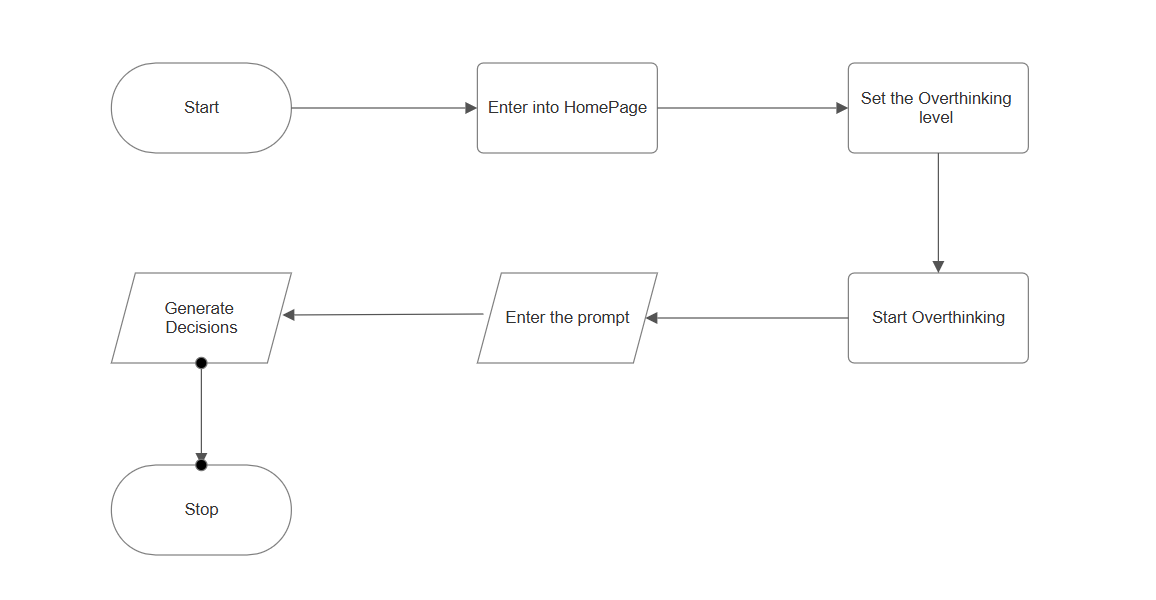 Start
Enter into HomePage
Set the Overthinking
level
Start Overthinking
Enter the prompt
Generate
Decisions
Stop